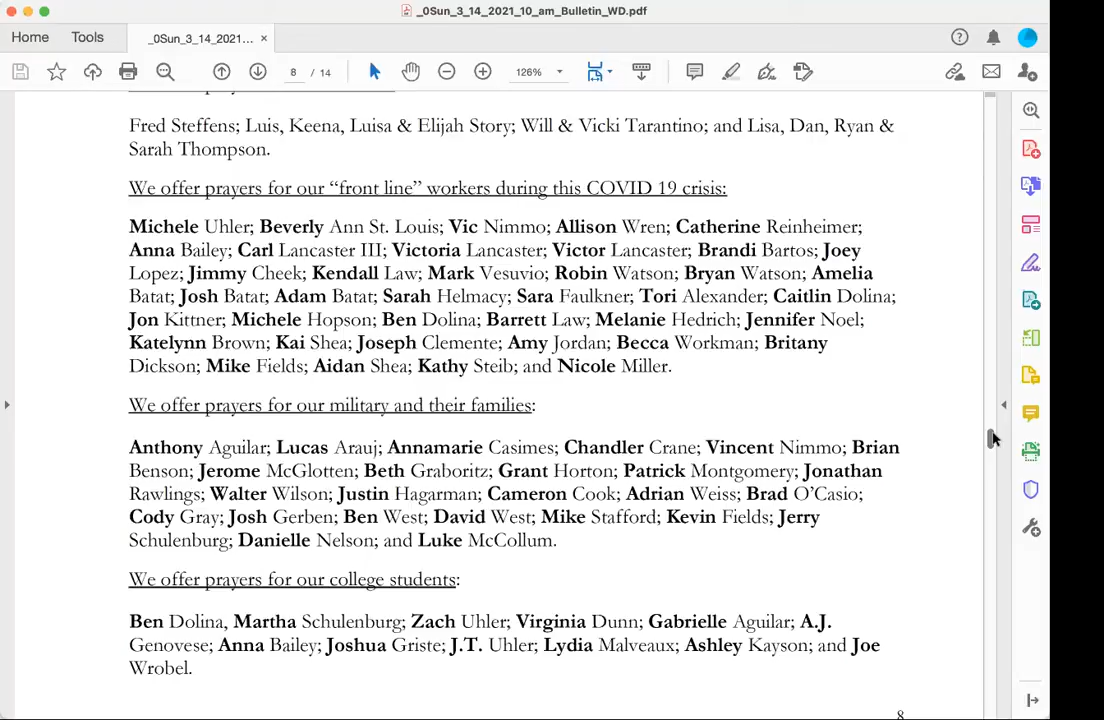 _0Sun_3_14_2021_10_am_Bulletin_WD.pdf
Home Tools _0Sun_3_14_2021... ×
8 / 14 126%
Fred Steffens; Luis, Keena, Luisa & Elijah Story; Will & Vicki Tarantino; and Lisa, Dan, Ryan &
Sarah Thompson.
We offer prayers for our “front line” workers during this COVID 19 crisis:
Michele Uhler; Beverly Ann St. Louis; Vic Nimmo; Allison Wren; Catherine Reinheimer;
Anna Bailey; Carl Lancaster III; Victoria Lancaster; Victor Lancaster; Brandi Bartos; Joey
Lopez; Jimmy Cheek; Kendall Law; Mark Vesuvio; Robin Watson; Bryan Watson; Amelia
Batat; Josh Batat; Adam Batat; Sarah Helmacy; Sara Faulkner; Tori Alexander; Caitlin Dolina;
Jon Kittner; Michele Hopson; Ben Dolina; Barrett Law; Melanie Hedrich; Jennifer Noel;
Katelynn Brown; Kai Shea; Joseph Clemente; Amy Jordan; Becca Workman; Britany
Dickson; Mike Fields; Aidan Shea; Kathy Steib; and Nicole Miller.
We offer prayers for our military and their families:
Anthony Aguilar; Lucas Arauj; Annamarie Casimes; Chandler Crane; Vincent Nimmo; Brian
Benson; Jerome McGlotten; Beth Graboritz; Grant Horton; Patrick Montgomery; Jonathan
Rawlings; Walter Wilson; Justin Hagarman; Cameron Cook; Adrian Weiss; Brad O’Casio;
Cody Gray; Josh Gerben; Ben West; David West; Mike Stafford; Kevin Fields; Jerry
Schulenburg; Danielle Nelson; and Luke McCollum.
We offer prayers for our college students:
Ben Dolina, Martha Schulenburg; Zach Uhler; Virginia Dunn; Gabrielle Aguilar; A.J.
Genovese; Anna Bailey; Joshua Griste; J.T. Uhler; Lydia Malveaux; Ashley Kayson; and Joe
Wrobel.
8